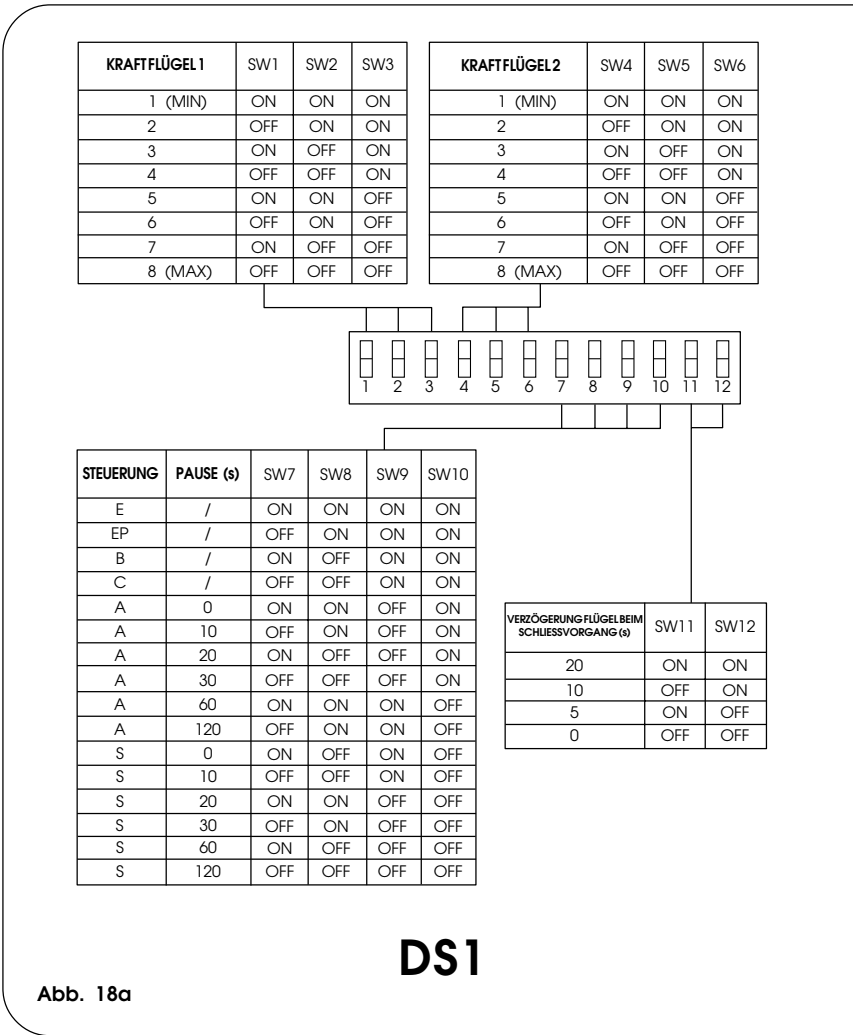 KRAFT FLÜGEL 1 SW1 SW2 SW3
1 (MIN) ON ON ON
2 OFF ON ON
3 ON OFF ON
4 OFF OFF ON
5 ON ON OFF
6 OFF ON OFF
7 ON OFF OFF
8 (MAX) OFF OFF OFF
KRAFT FLÜGEL 2 SW4 SW5 SW6
1 (MIN) ON ON ON
2 OFF ON ON
3 ON OFF ON
4 OFF OFF ON
5 ON ON OFF
6 OFF ON OFF
7 ON OFF OFF
8 (MAX) OFF OFF OFF
1 2 3 4 5 6 7 8 9 10 11 12
STEUERUNG PAUSE (s) SW7 SW8 SW9 SW10
E / ON ON ON ON
EP / OFF ON ON ON
B / ON OFF ON ON
C / OFF OFF ON ON
A 0 ON ON OFF ON
A 10 OFF ON OFF ON
A 20 ON OFF OFF ON
A 30 OFF OFF OFF ON
A 60 ON ON ON OFF
A 120 OFF ON ON OFF
S 0 ON OFF ON OFF
S 10 OFF OFF ON OFF
S 20 ON ON OFF OFF
S 30 OFF ON OFF OFF
S 60 ON OFF OFF OFF
S 120 OFF OFF OFF OFF
VERZÖGERUNG FLÜGEL BEIM
SCHLIESSVORGANG (s) SW11 SW12
20 ON ON
10 OFF ON
5 ON OFF
0 OFF OFF
DS1
Abb. 18a